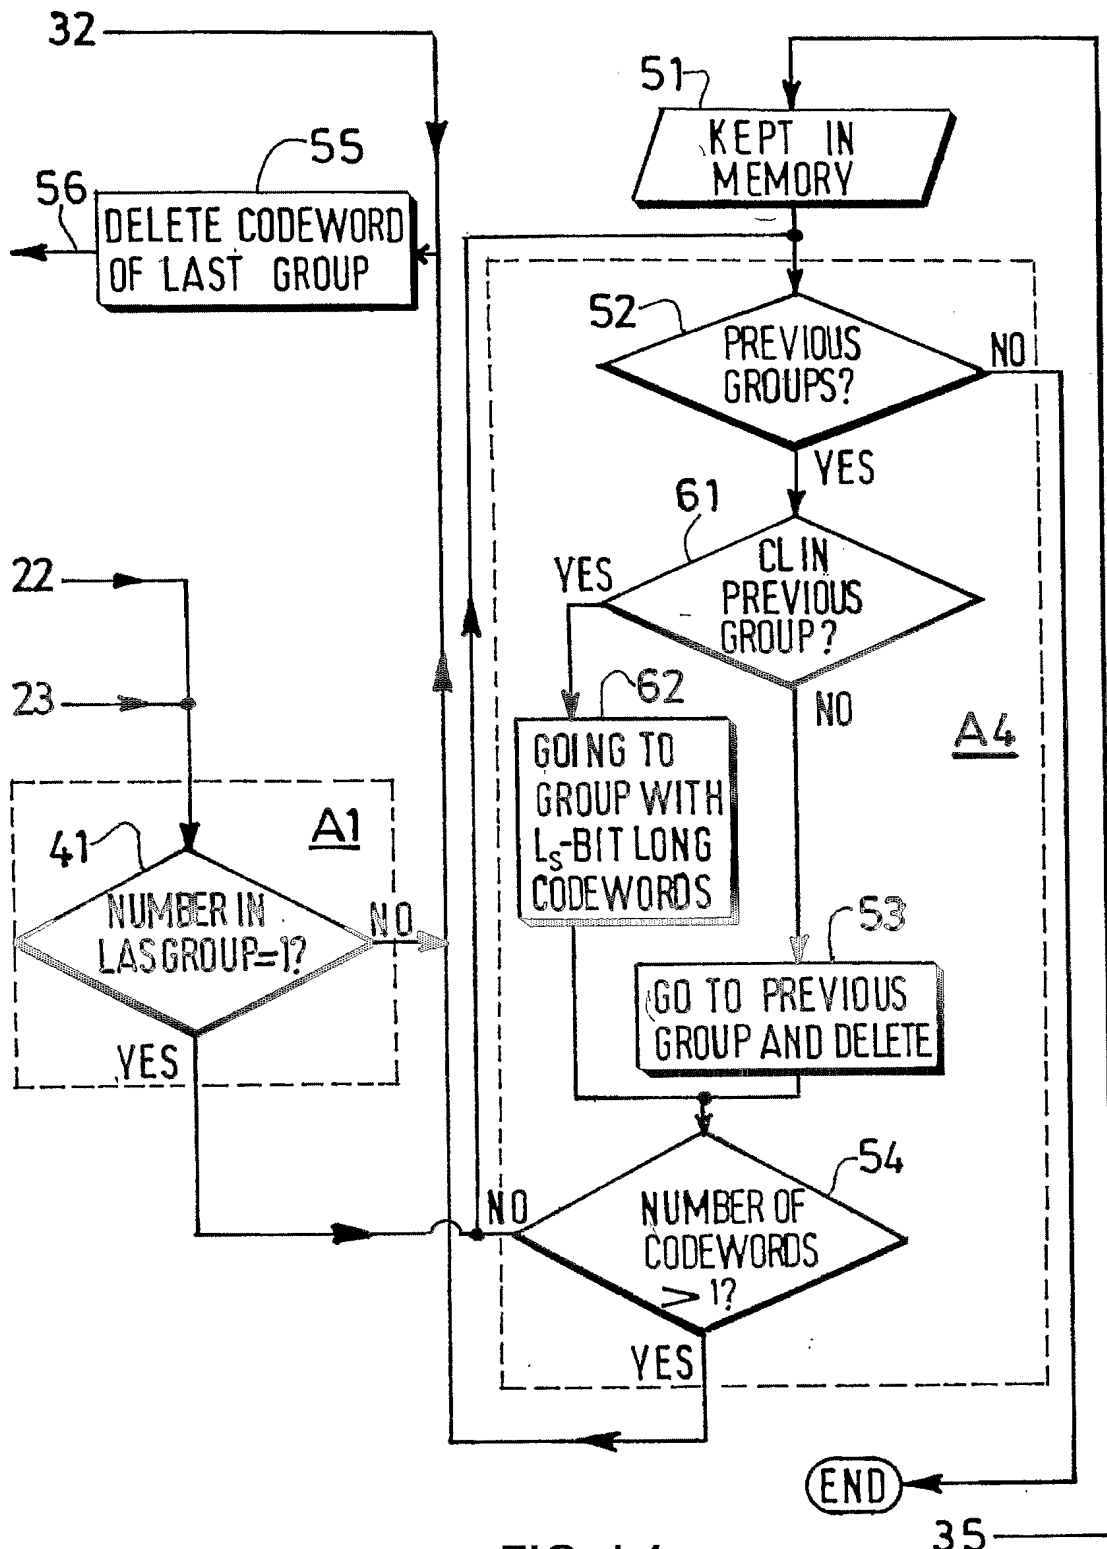 32
51
KEPT IN
MEMORY
55
56
DELETE CODEWORD
OF LAST GROUP
52
PREVIOUS
GROUPS?
NO
YES
61
CL IN
PREVIOUS
GROUP?
YES
NO
22
23
62
GOING TO
GROUP WITH
LS-BIT LONG
CODEWORDS
A4
A1
41
NUMBER IN
LASGROUP=1?
NO
YES
53
GO TO PREVIOUS
GROUP AND DELETE
54
NUMBER OF
CODEWORDS
> 1?
NO
YES
END
35